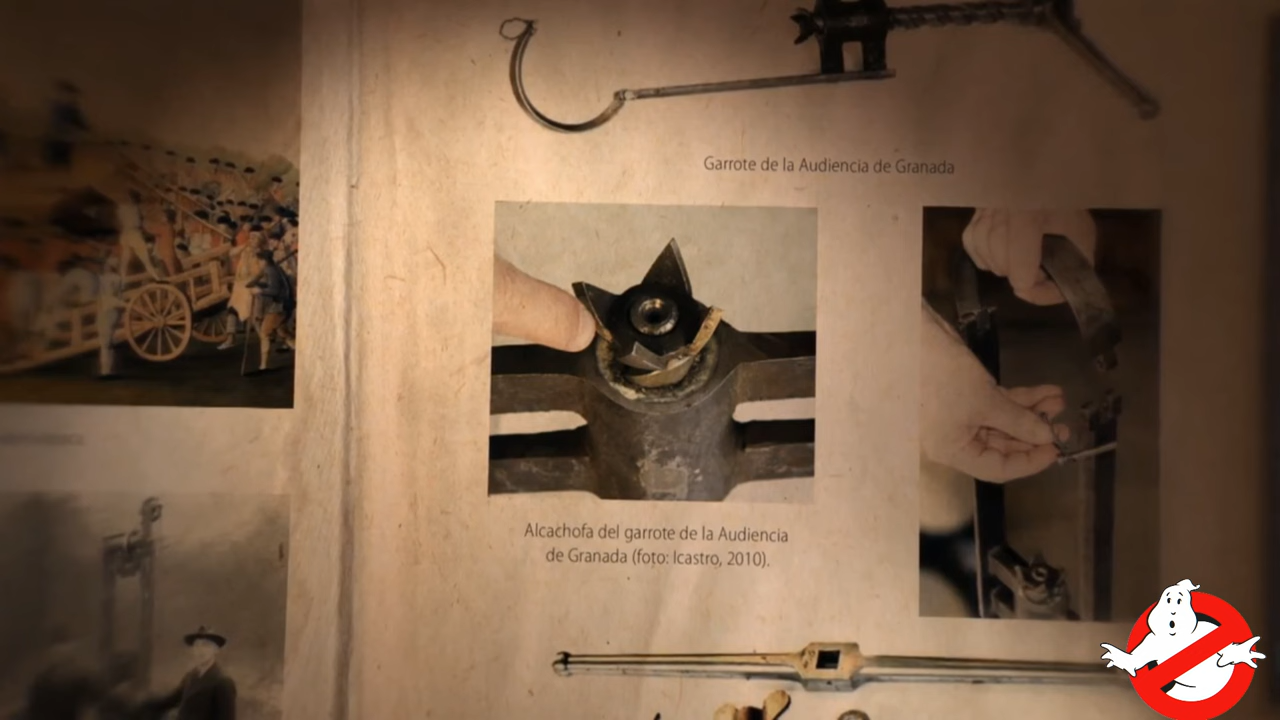 Garrote de la Audiencia de Granada
Alcachofa del garrote de la Audiencia
de Granada (foto: Icastro, 2010).